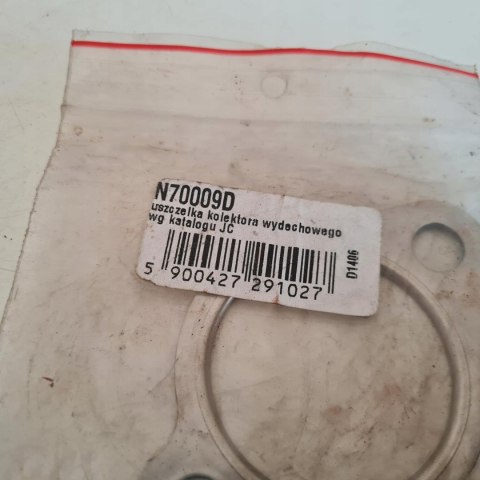 N70009D
uszczelka kolektora wydechowego
wg katalogu JC
5 900427 291027
D1406